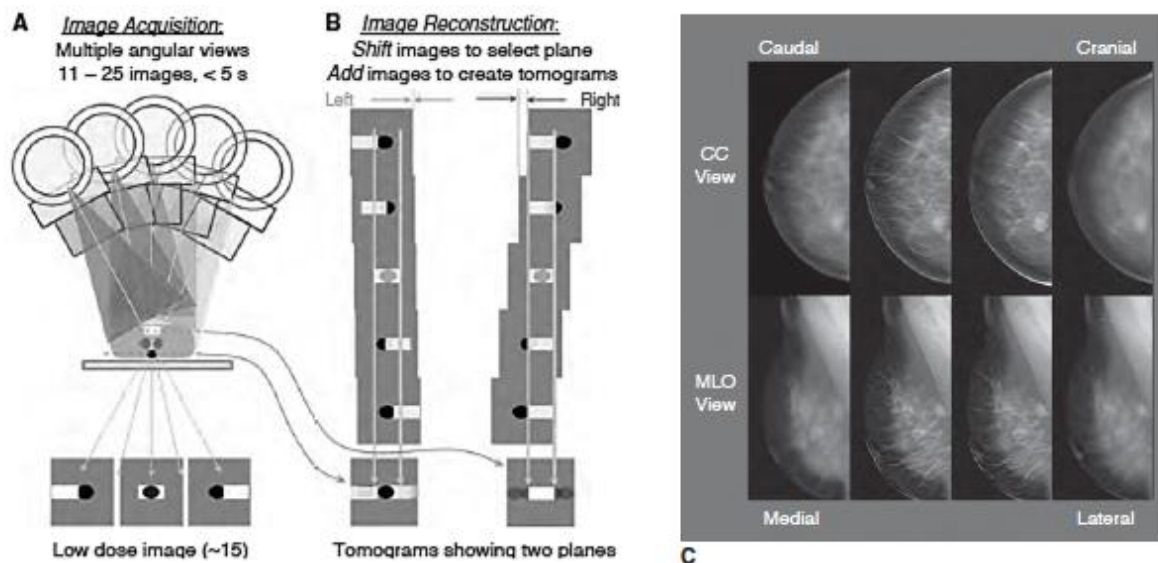 A
Image Acquisition:
Multiple angular views
11 – 25 images, < 5 s
Low dose image (~15)
B
Image Reconstruction:
Shift images to select plane
Add images to create tomograms
Left
Right
Tomograms showing two planes
Caudal
Cranial
CC
View
MLO
View
Medial
Lateral
C